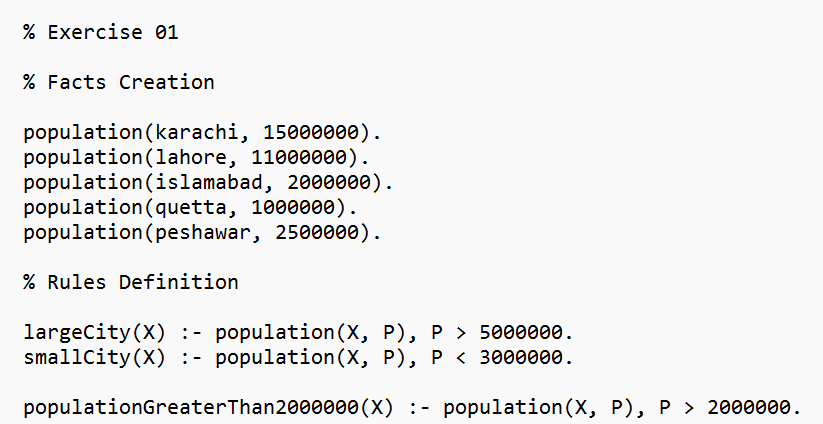 % Exercise 01
% Facts Creation
population(karachi, 15000000).
population(lahore, 11000000).
population(islamabad, 2000000).
population(quetta, 1000000).
population(peshawar, 2500000).
% Rules Definition
largeCity(X) :- population(X, P), P > 5000000.
smallCity(X) :- population(X, P), P < 3000000.
populationGreaterThan2000000(X) :- population(X, P), P > 2000000.